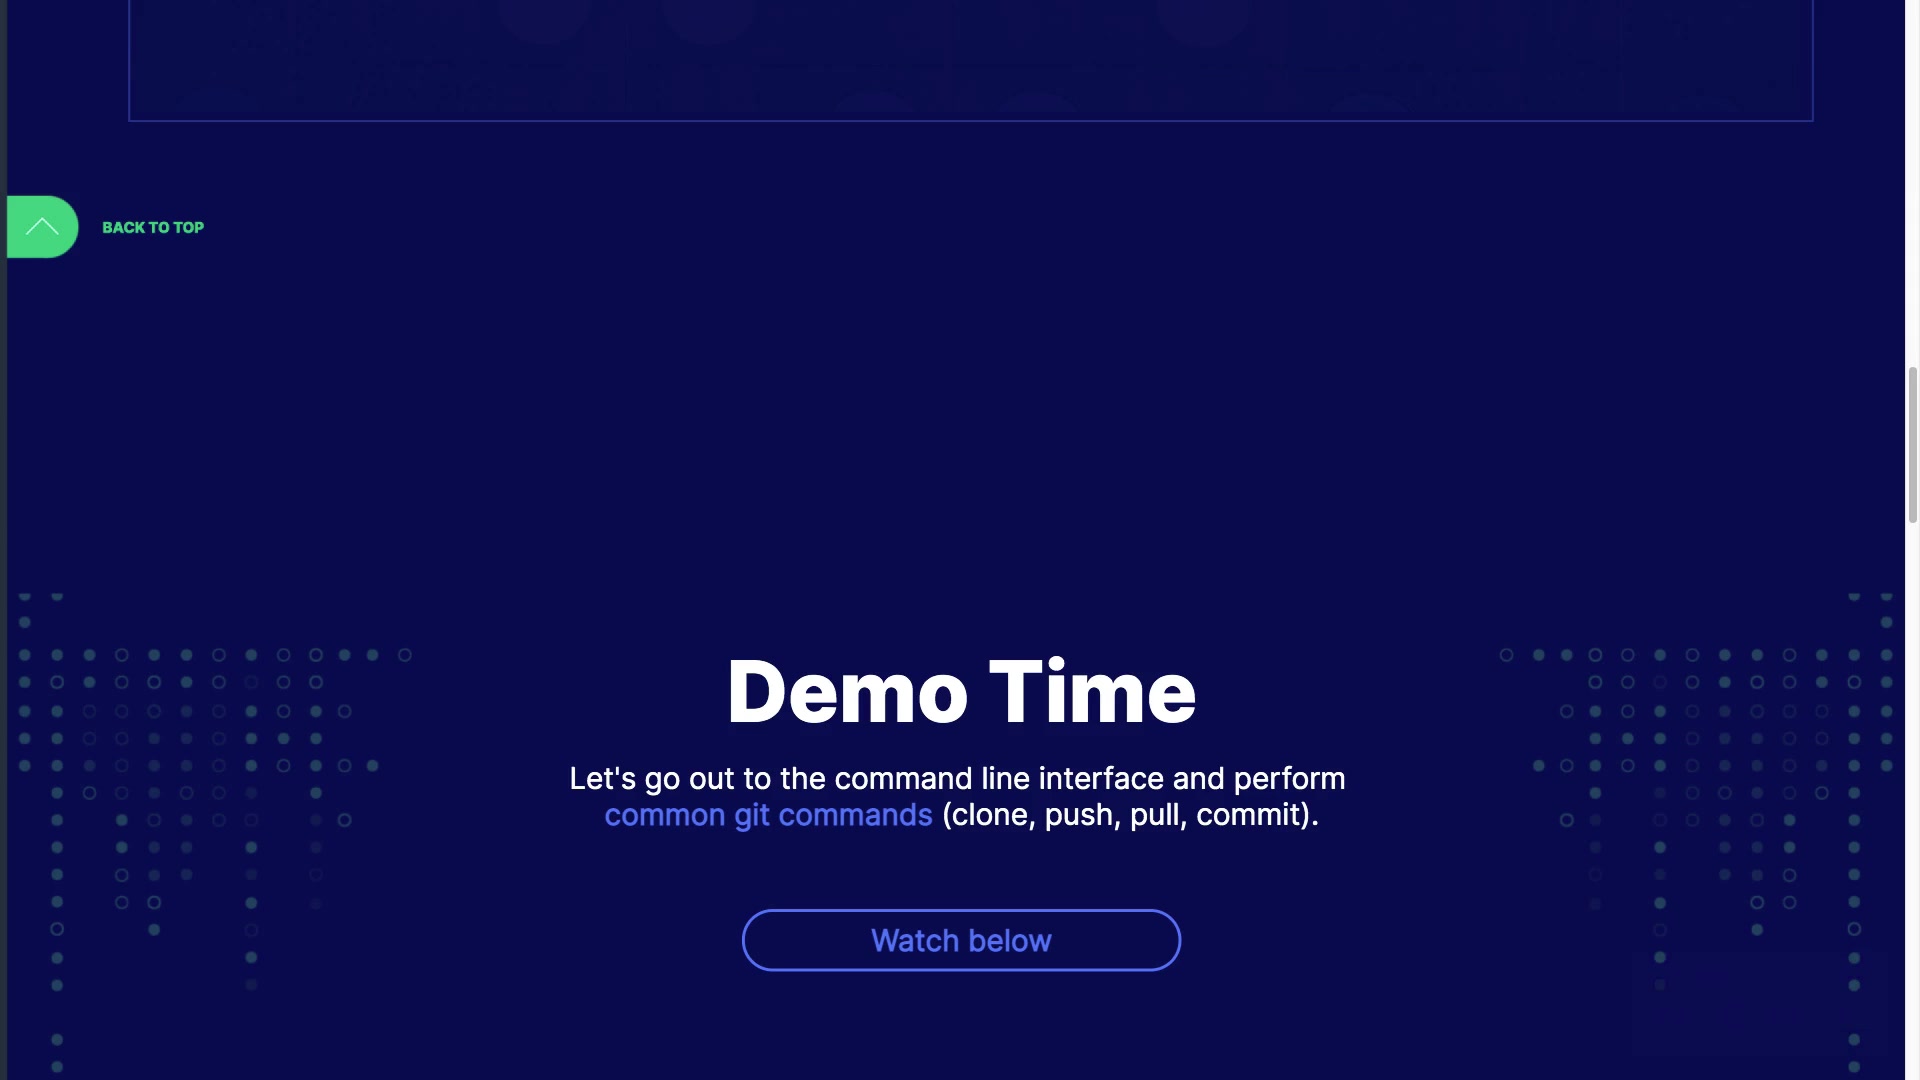 BACK TO TOP
Demo Time
Let's go out to the command line interface and perform
common git commands (clone, push, pull, commit).
Watch below